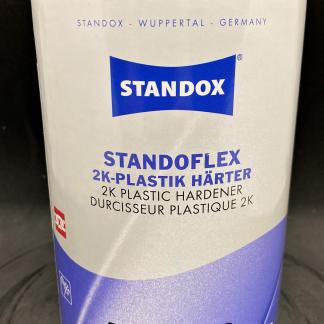 STANDOX - WUPPERTAL - GERMANY
STANDOX®
STANDOFLEX
2K-PLASTIK HÄRTER
2K PLASTIC HARDENER
DURCISSEUR PLASTIQUE 2K